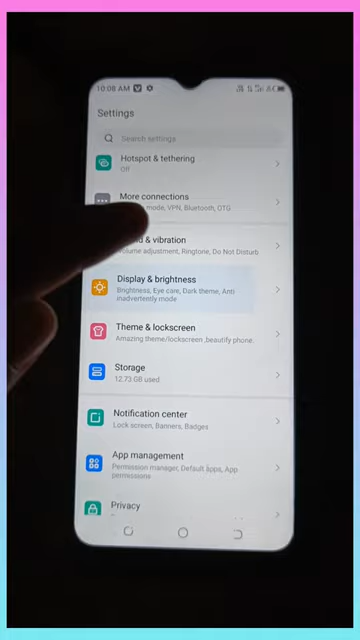 10:08 AM
Settings
Search settings
Hotspot & tethering
Off
More connections
mode, VPN, Bluetooth, OTG
& vibration
Volume adjustment, Ringtone, Do Not Disturb
Display & brightness
Brightness, Eye care, Dark theme, Anti
inadvertently mode
Theme & lockscreen
Amazing theme/lockscreen ,beautify phone.
Storage
12.73 GB used
Notification center
Lock screen, Banners, Badges
App management
Permission manager, Default apps, App
permissions
Privacy